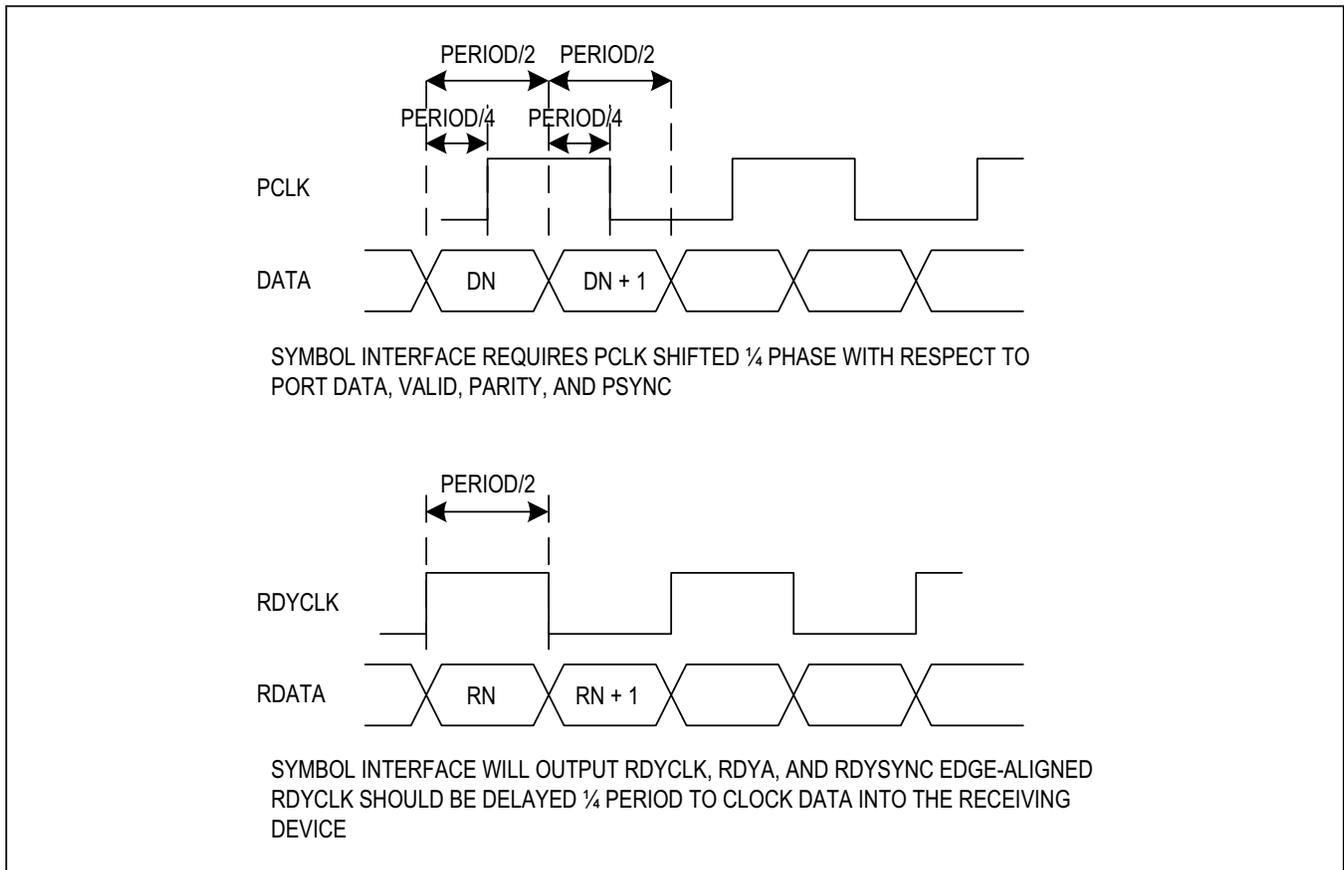 PERIOD/2 PERIOD/2
PERIOD/4 PERIOD/4
PCLK
DATA DN DN + 1
SYMBOL INTERFACE REQUIRES PCLK SHIFTED ¼ PHASE WITH RESPECT TO
PORT DATA, VALID, PARITY, AND PSYNC
PERIOD/2
RDYCLK
RDATA RN RN + 1
SYMBOL INTERFACE WILL OUTPUT RDYCLK, RDYA, AND RDYSYNC EDGE-ALIGNED
RDYCLK SHOULD BE DELAYED ¼ PERIOD TO CLOCK DATA INTO THE RECEIVING
DEVICE